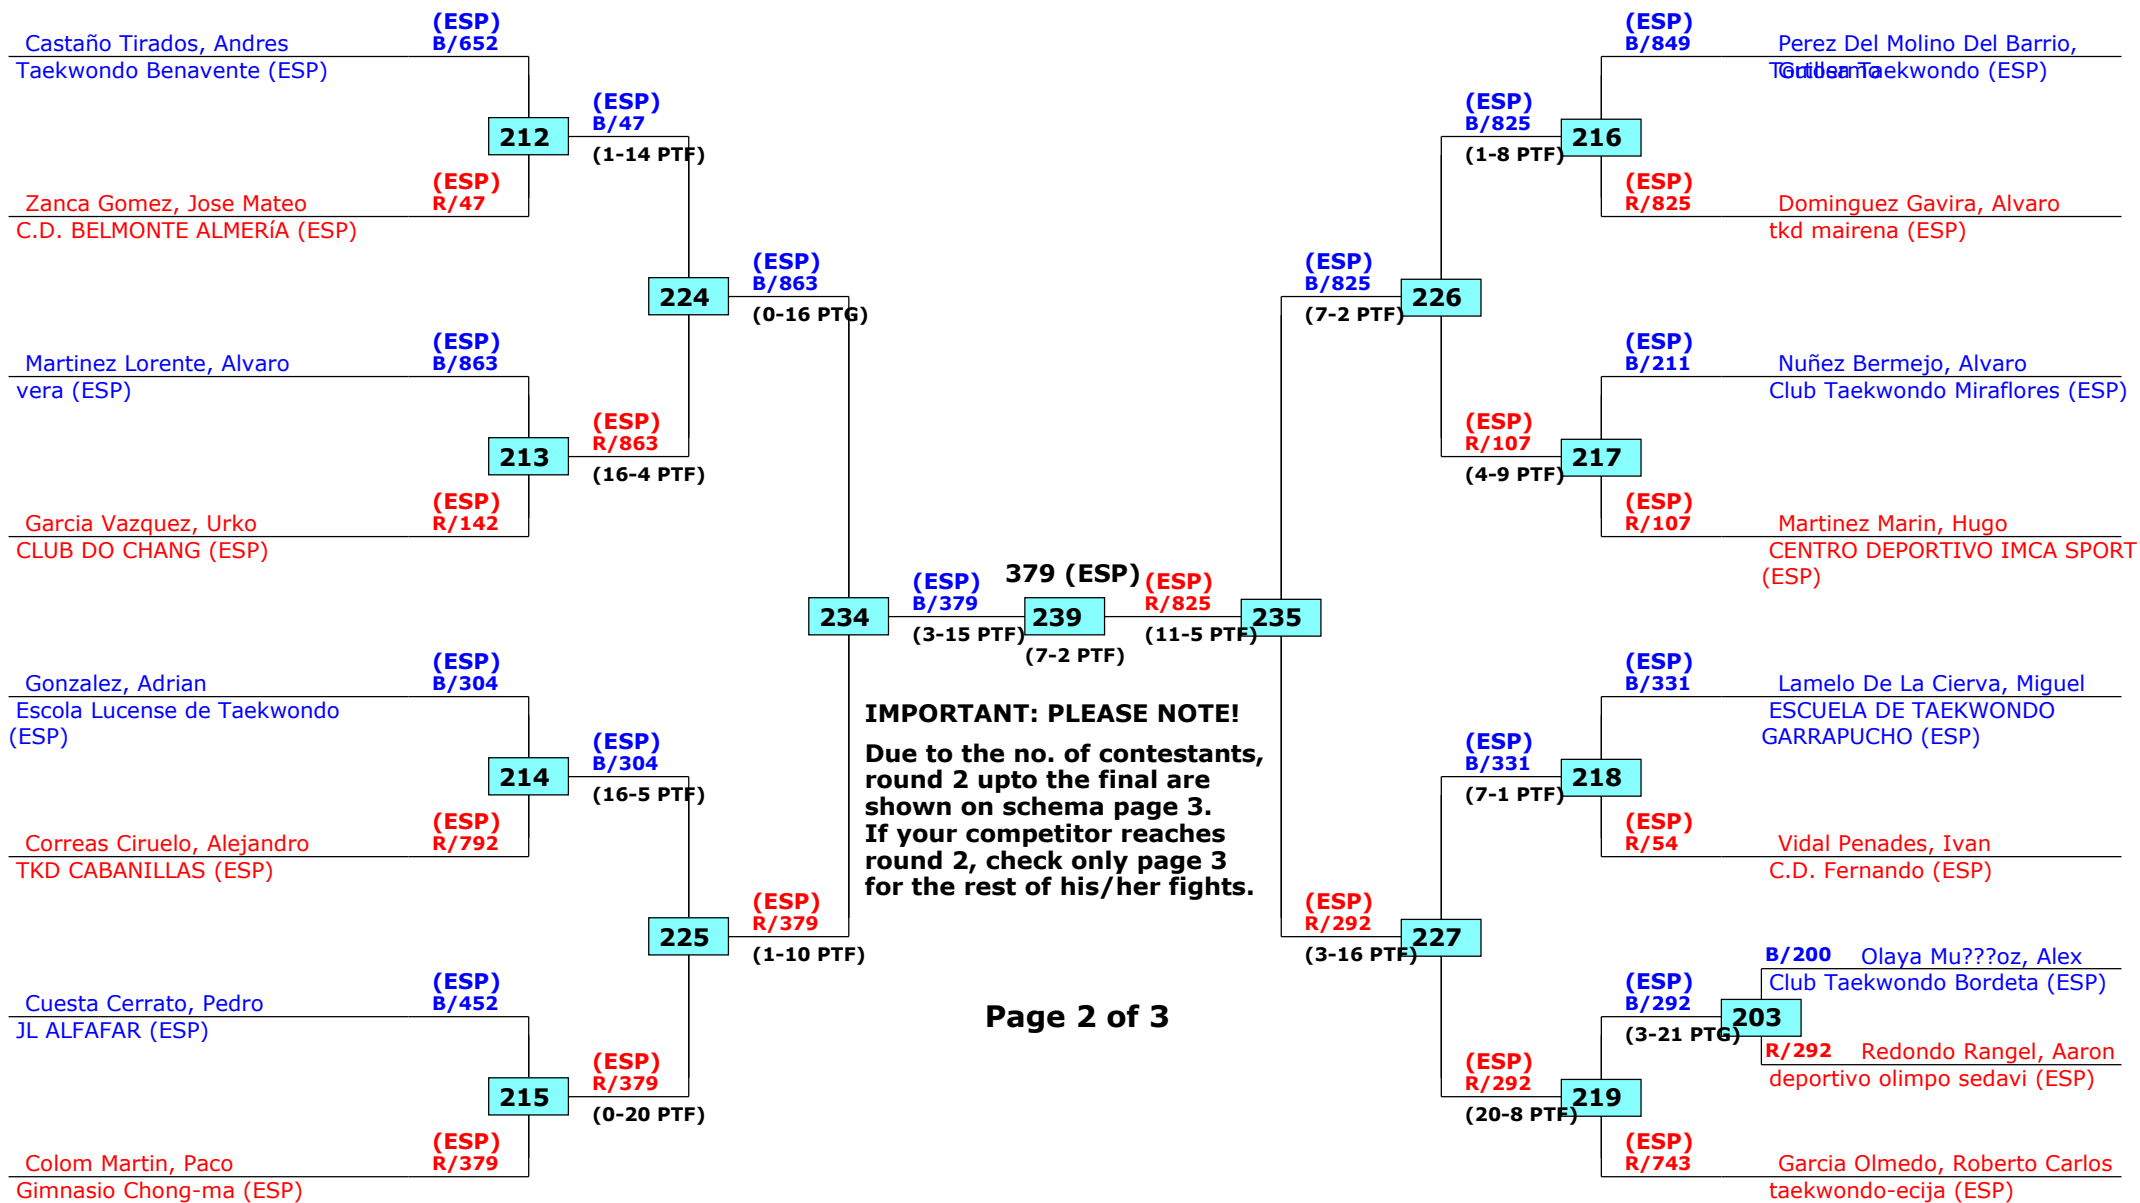 (ESP)
B/652
Castaño Tirados, Andres
Taekwondo Benavente (ESP)
(ESP)
B/47
212
(1-14 PTF)
(ESP)
R/47
Zanca Gomez, Jose Mateo
C.D. BELMONTE ALMERíA (ESP)
(ESP)
B/863
224
(0-16 PTG)
(ESP)
B/863
Martinez Lorente, Alvaro
vera (ESP)
(ESP)
R/863
213
(16-4 PTF)
(ESP)
R/142
Garcia Vazquez, Urko
CLUB DO CHANG (ESP)
234
(ESP)
B/379
(3-15 PTF)
379 (ESP)
239
(7-2 PTF)
(ESP)
R/825
(11-5 PTF)
235
(ESP)
B/304
Gonzalez, Adrian
Escola Lucense de Taekwondo
(ESP)
(ESP)
B/304
214
(16-5 PTF)
(ESP)
R/792
Correas Ciruelo, Alejandro
TKD CABANILLAS (ESP)
(ESP)
R/379
225
(1-10 PTF)
(ESP)
B/452
Cuesta Cerrato, Pedro
JL ALFAFAR (ESP)
(ESP)
R/379
215
(0-20 PTF)
(ESP)
R/379
Colom Martin, Paco
Gimnasio Chong-ma (ESP)
IMPORTANT: PLEASE NOTE!
Due to the no. of contestants,
round 2 upto the final are
shown on schema page 3.
If your competitor reaches
round 2, check only page 3
for the rest of his/her fights.
Page 2 of 3
(ESP)
B/849
Perez Del Molino Del Barrio,
Guillermo
Tortosa Taekwondo (ESP)
(ESP)
B/825
216
(1-8 PTF)
(ESP)
R/825
Dominguez Gavira, Alvaro
tkd mairena (ESP)
(ESP)
B/825
226
(7-2 PTF)
(ESP)
B/211
Nuñez Bermejo, Alvaro
Club Taekwondo Miraflores (ESP)
(ESP)
R/107
217
(4-9 PTF)
(ESP)
R/107
Martinez Marin, Hugo
CENTRO DEPORTIVO IMCA SPORT
(ESP)
(ESP)
B/331
Lamelo De La Cierva, Miguel
ESCUELA DE TAEKWONDO
GARRAPUCHO (ESP)
(ESP)
B/331
218
(7-1 PTF)
(ESP)
R/54
Vidal Penades, Ivan
C.D. Fernando (ESP)
(ESP)
R/292
227
(3-16 PTF)
B/200
Olaya Mu???oz, Alex
Club Taekwondo Bordeta (ESP)
(ESP)
B/292
203
(3-21 PTG)
R/292
Redondo Rangel, Aaron
deportivo olimpo sedavi (ESP)
(ESP)
R/292
219
(20-8 PTF)
(ESP)
R/743
Garcia Olmedo, Roberto Carlos
taekwondo-ecija (ESP)